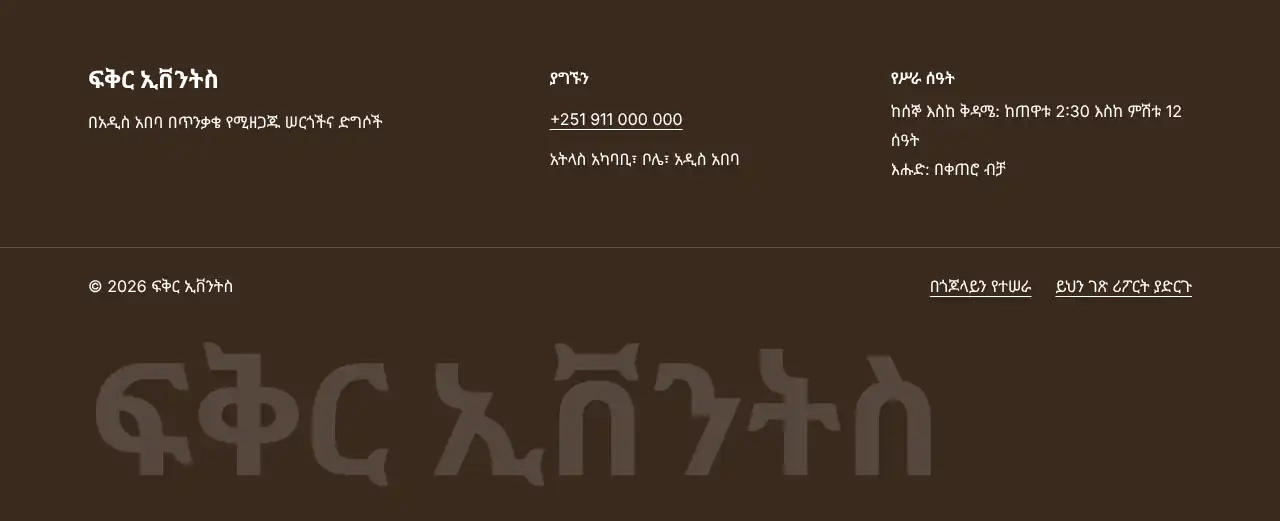 ፍቅር ኢቨንትስ
በአዲስ አበባ በጥንቃቄ የሚዘጋጁ ሠርጎችና ድግሶች
ያግኙን
+251 911 000 000
አትላስ አካባቢ፣ ቦሌ፣ አዲስ አበባ
የሥራ ሰዓት
ከሰኞ እስከ ቅዳሜ: ከጠዋቱ 2:30 እስከ ምሽቱ 12
ሰዓት
እሑድ: በቀጠሮ ብቻ
© 2026 ፍቅር ኢቨንትስ
በጎጆላይን የተሠራ
ይህን ገጽ ሪፖርት ያድርጉ
ፍቅር ኢቨንትስ